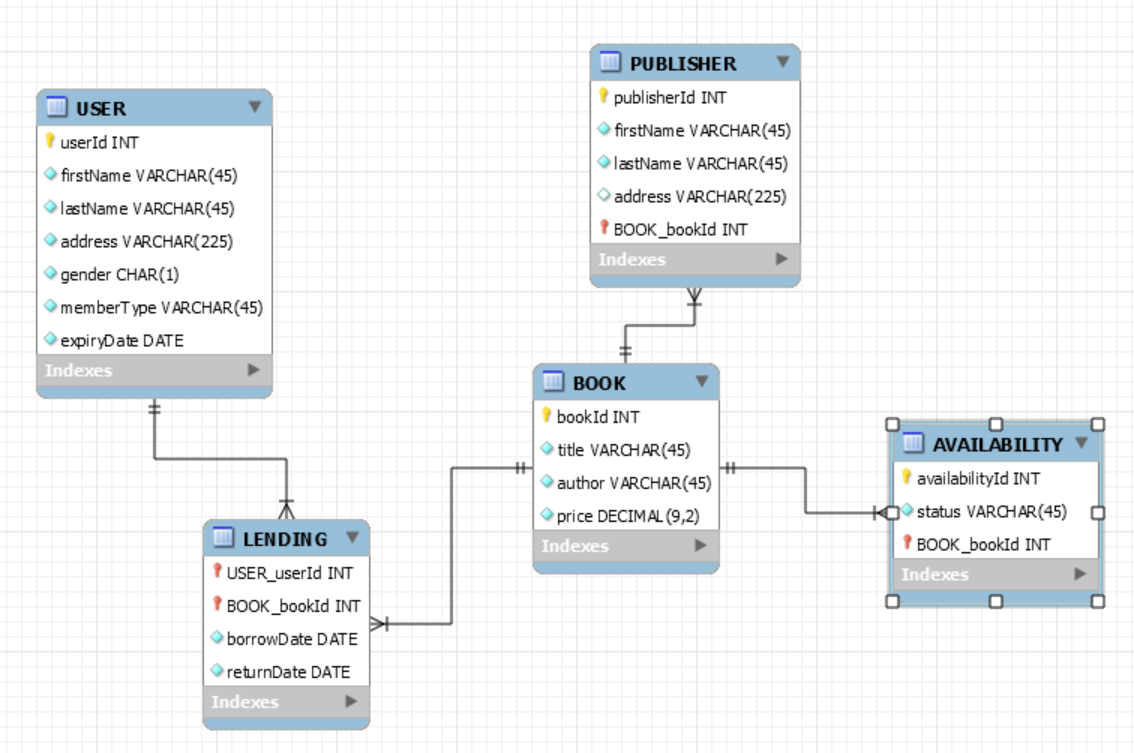 USER
userId INT
firstName VARCHAR(45)
lastName VARCHAR(45)
address VARCHAR(225)
gender CHAR(1)
memberType VARCHAR(45)
expiryDate DATE
Indexes
PUBLISHER
publisherId INT
firstName VARCHAR(45)
lastName VARCHAR(45)
address VARCHAR(225)
BOOK_bookId INT
Indexes
BOOK
bookId INT
title VARCHAR(45)
author VARCHAR(45)
price DECIMAL(9,2)
Indexes
AVAILABILITY
availabilityId INT
status VARCHAR(45)
BOOK_bookId INT
Indexes
LENDING
USER_userId INT
BOOK_bookId INT
borrowDate DATE
returnDate DATE
Indexes